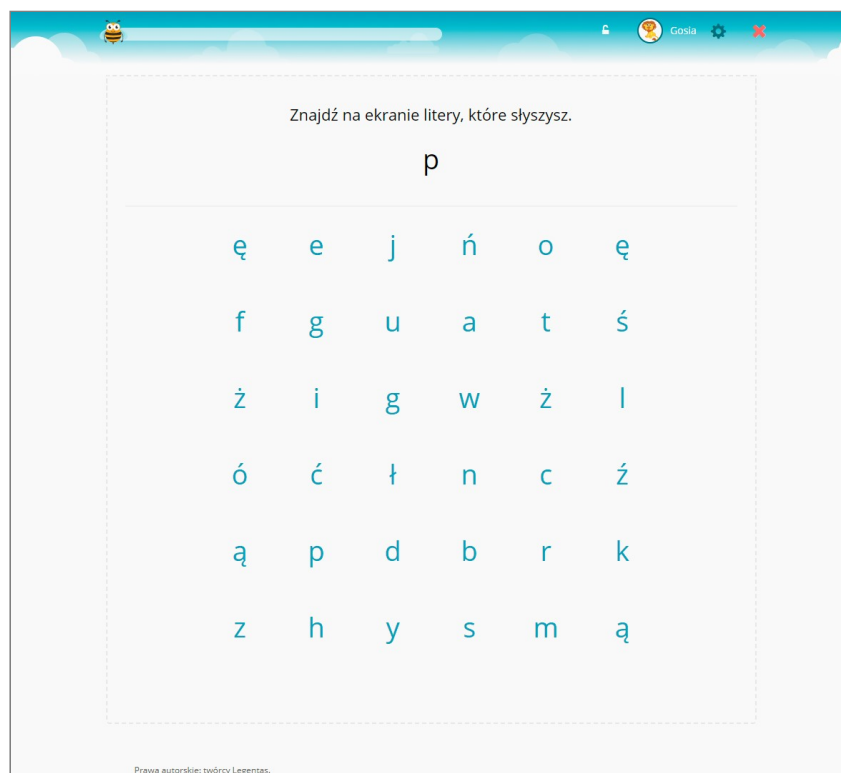 Gosia
Znajdź na ekranie litery, które słyszysz.
p
ę e j ń o ę
f g u a t ś
ż i g w ż l
ó ć ł n c ź
ą p d b r k
z h y s m ą
Prawa autorskie: twórcy Legentas.